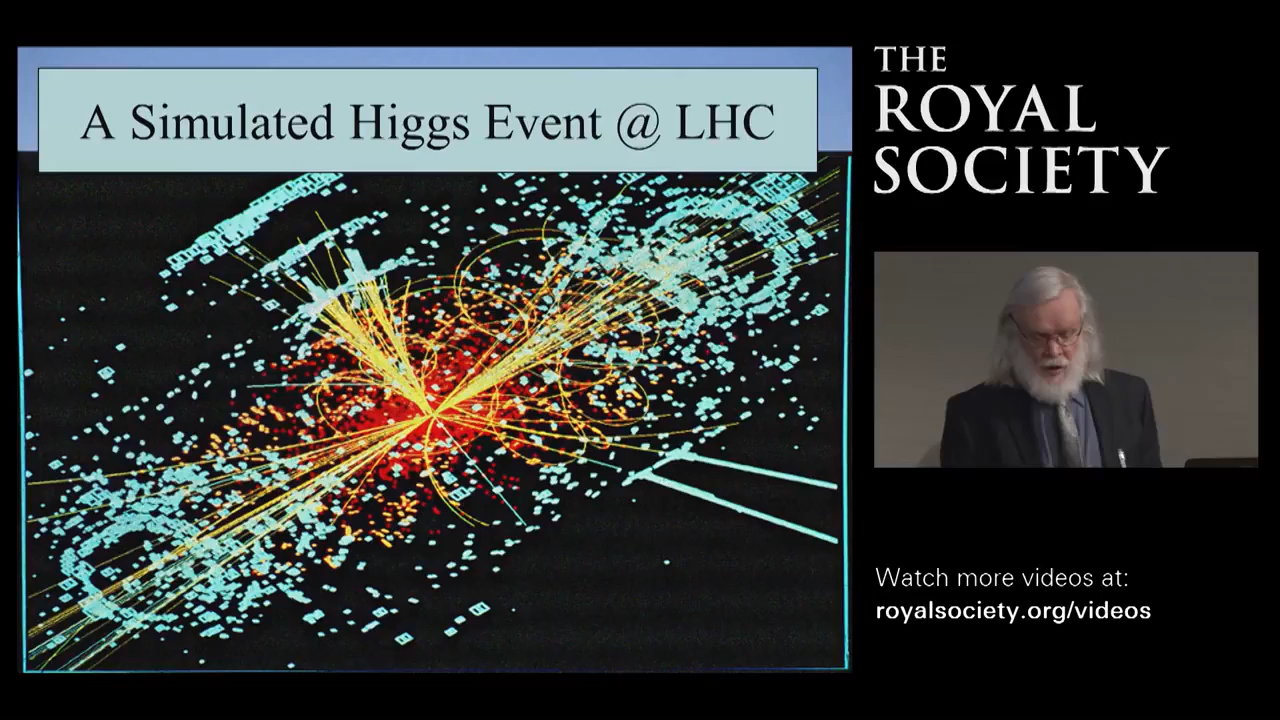 A Simulated Higgs Event @ LHC
THE
ROYAL
SOCIETY
Watch more videos at:
royalsociety.org/videos